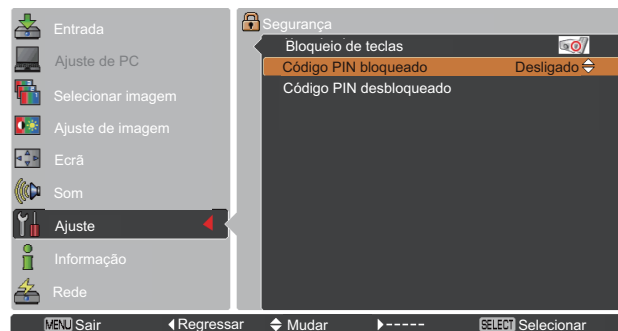 Entrada
Ajuste de PC
Selecionar imagem
Ajuste de imagem
Ecrã
Som
Ajuste
Informação
Rede
Segurança
Bloqueio de teclas
Código PIN bloqueado Desligado
Código PIN desbloqueado
MENU Sair Regressar Mudar ----- SELECT Selecionar